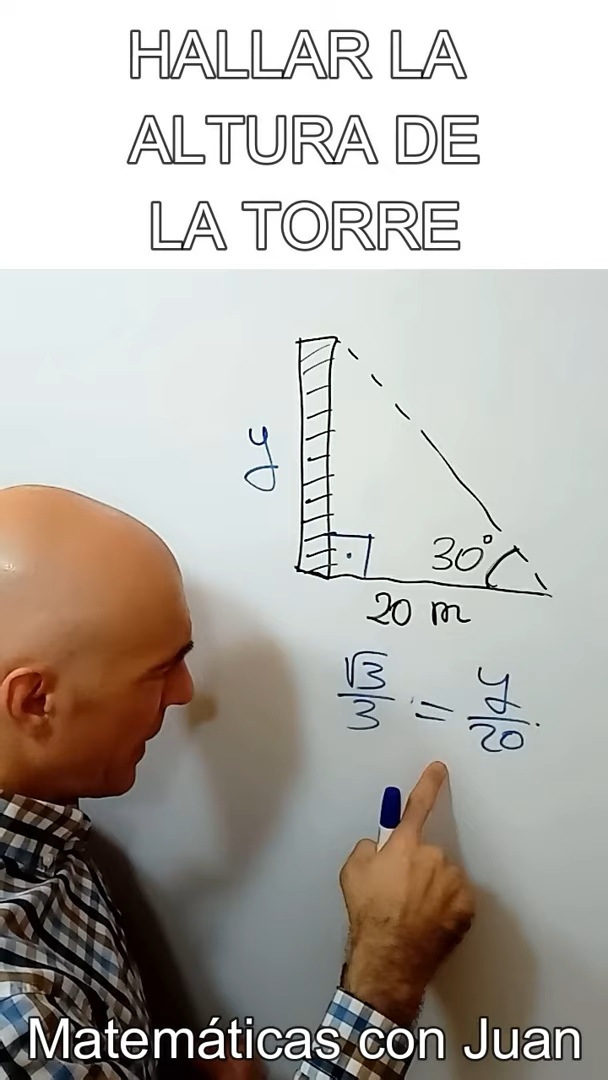 HALLAR LA
ALTURA DE
LA TORRE
y
30°
20 m
√3/3 = y/20
Matemáticas con Juan